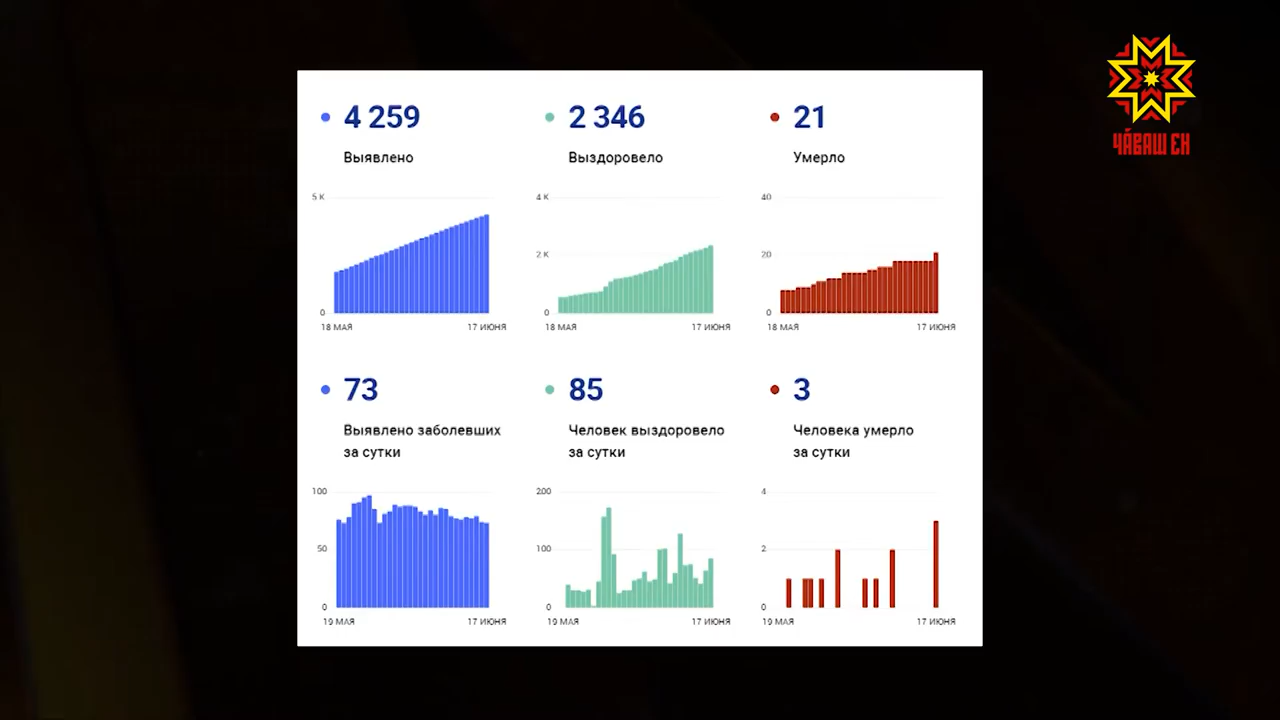 4 259
Выявлено
5 K
0
18 МАЯ
17 ИЮНЯ
2 346
Выздоровело
4 K
2 K
0
18 МАЯ
17 ИЮНЯ
21
Умерло
40
20
0
18 МАЯ
17 ИЮНЯ
73
Выявлено заболевших
за сутки
100
50
0
19 МАЯ
17 ИЮНЯ
85
Человек выздоровело
за сутки
200
100
0
19 МАЯ
17 ИЮНЯ
3
Человека умерло
за сутки
4
2
0
19 МАЯ
17 ИЮНЯ
ЧӐВАШ ЕН